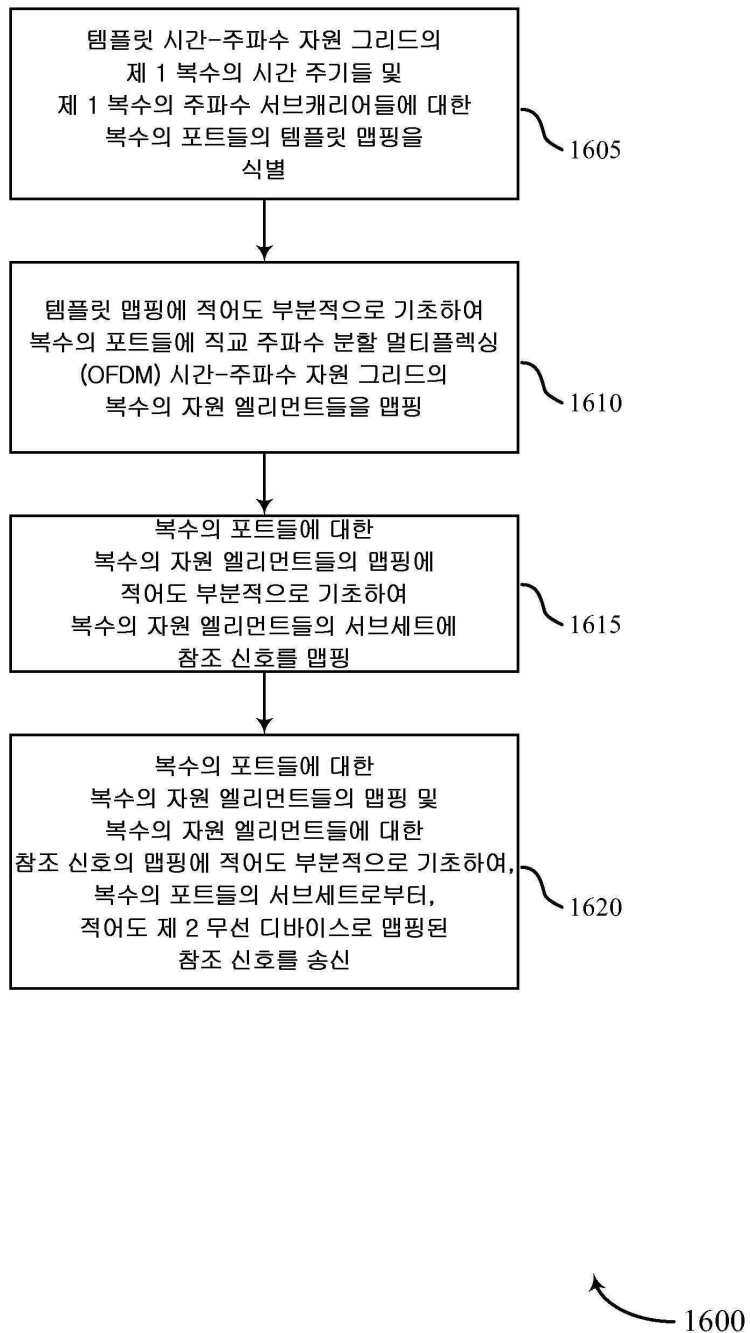 템플릿 시간-주파수 자원 그리드의
제 1 복수의 시간 주기들 및
제 1 복수의 주파수 서브캐리어들에 대한
복수의 포트들의 템플릿 맵핑을
식별
1605
템플릿 맵핑에 적어도 부분적으로 기초하여
복수의 포트들에 직교 주파수 분할 멀티플렉싱
(OFDM) 시간-주파수 자원 그리드의
복수의 자원 엘리먼트들을 맵핑
1610
복수의 포트들에 대한
복수의 자원 엘리먼트들의 맵핑에
적어도 부분적으로 기초하여
복수의 자원 엘리먼트들의 서브세트에
참조 신호를 맵핑
1615
복수의 포트들에 대한
복수의 자원 엘리먼트들의 맵핑 및
복수의 자원 엘리먼트들에 대한
참조 신호의 맵핑에 적어도 부분적으로 기초하여,
복수의 포트들의 서브세트로부터,
적어도 제 2 무선 디바이스로 맵핑된
참조 신호를 송신
1620
1600